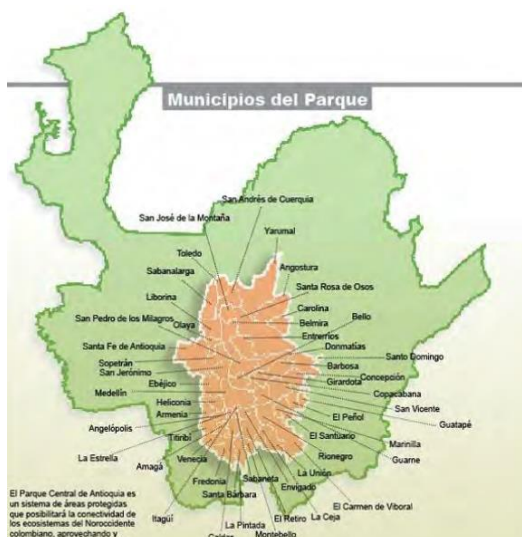 Municipios del Parque
San Andrés de Cuerquia
San José de la Montaña
Yarumal
Toledo
Angostura
Sabanalarga
Santa Rosa de Osos
Liborina
Carolina
San Pedro de los Milagros
Belmira
Bello
Olaya
Entrerríos
Santa Fe de Antioquia
Donmatías
Sopetrán
Santo Domingo
San Jerónimo
Barbosa
Concepción
Ebéjico
Girardota
Medellín
Copacabana
Heliconia
San Vicente
Armenia
El Peñol
Guatapé
Angelópolis
Titiribí
El Santuario
Marinilla
La Estrella
Venecia
Rionegro
Guarne
Amagá
Sabaneta
La Unión
Fredonia
Envigado
Santa Bárbara
El Carmen de Viboral
Itagüí
La Pintada
El Retiro
La Ceja
Caldas
Montebello
El Parque Central de Antioquia es
un sistema de áreas protegidas
que posibilitará la conectividad de
los ecosistemas del Noroccidente
colombiano, aprovechando y